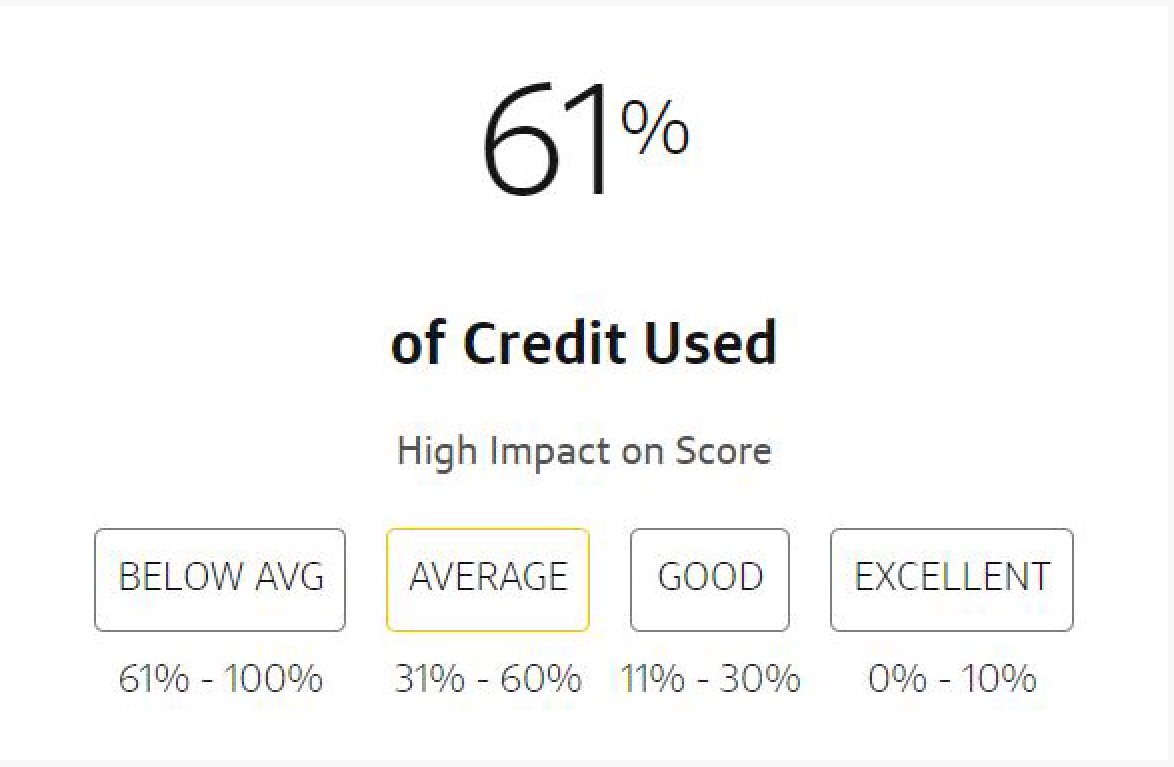 61%
of Credit Used
High Impact on Score
BELOW AVG AVERAGE GOOD EXCELLENT
61% - 100% 31% - 60% 11% - 30% 0% - 10%